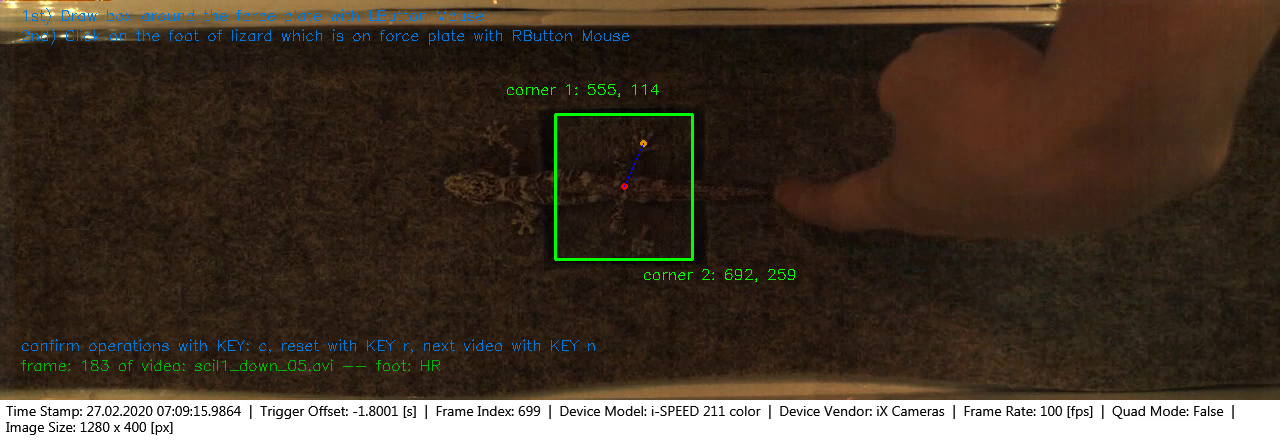 1st) Draw box around the force plate with LButton Mouse
2nd) Click on the foot of lizard which is on force plate with RButton Mouse
corner 1: 555, 114
corner 2: 692, 259
confirm operations with KEY: c, reset with KEY r, next video with KEY n
frame: 183 of video: scil1_down_05.avi -- foot: HR
Time Stamp: 27.02.2020 07:09:15.9864 | Trigger Offset: -1.8001 [s] | Frame Index: 699 | Device Model: i-SPEED 211 color | Device Vendor: iX Cameras | Frame Rate: 100 [fps] | Quad Mode: False |
Image Size: 1280 x 400 [px]